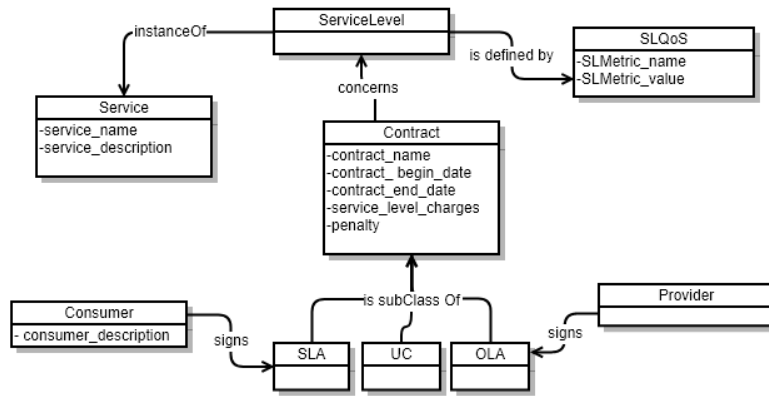 ServiceLevel
instanceOf
is defined by
SLQoS
-SLMetric_name
-SLMetric_value
concerns
Service
-service_name
-service_description
Contract
-contract_name
-contract_ begin_date
-contract_end_date
-service_level_charges
-penalty
is subClass Of
Consumer
- consumer_description
Provider
signs
signs
SLA
UC
OLA